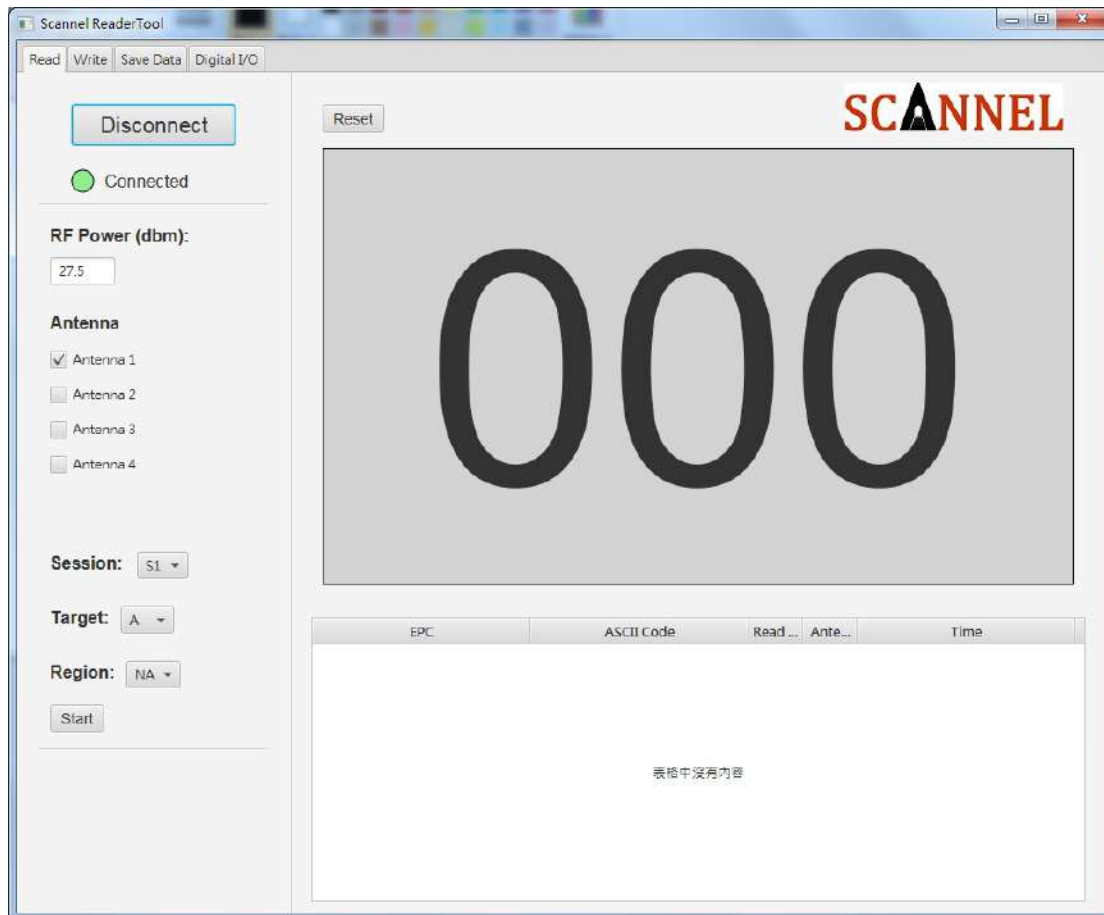 Scannel ReaderTool
Read Write Save Data Digital I/O
Disconnect
Connected
RF Power (dbm):
27.5
Antenna
Antenna 1
Antenna 2
Antenna 3
Antenna 4
Session: S1
Target: A
Region: NA
Start
Reset
SCANNEL
000
EPC ASCII Code Read ... Ante... Time
表格中沒有內容